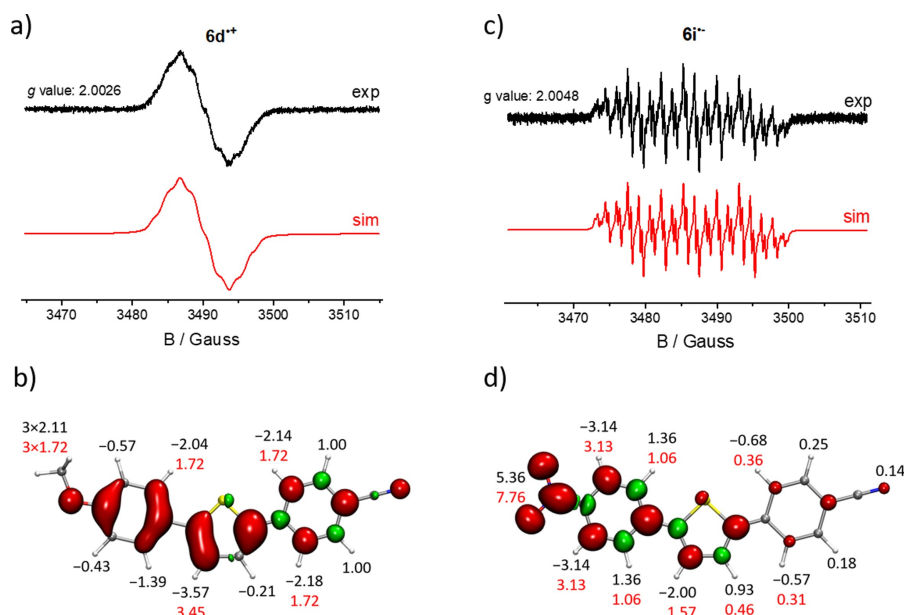 a)
6d•+
g value: 2.0026
exp
sim
3470 3480 3490 3500 3510
B / Gauss
c)
6i•-
g value: 2.0048
exp
sim
3470 3480 3490 3500 3510
B / Gauss
b)
3×2.11
3×1.72
−0.57
−2.04
1.72
−2.14
1.72
1.00
−0.43
−1.39
−3.57
3.45
−0.21
−2.18
1.72
1.00
d)
−3.14
3.13
1.36
1.06
−0.68
0.36
0.25
0.14
5.36
7.76
−3.14
3.13
1.36
1.06
−2.00
1.57
0.93
0.46
−0.57
0.31
0.18